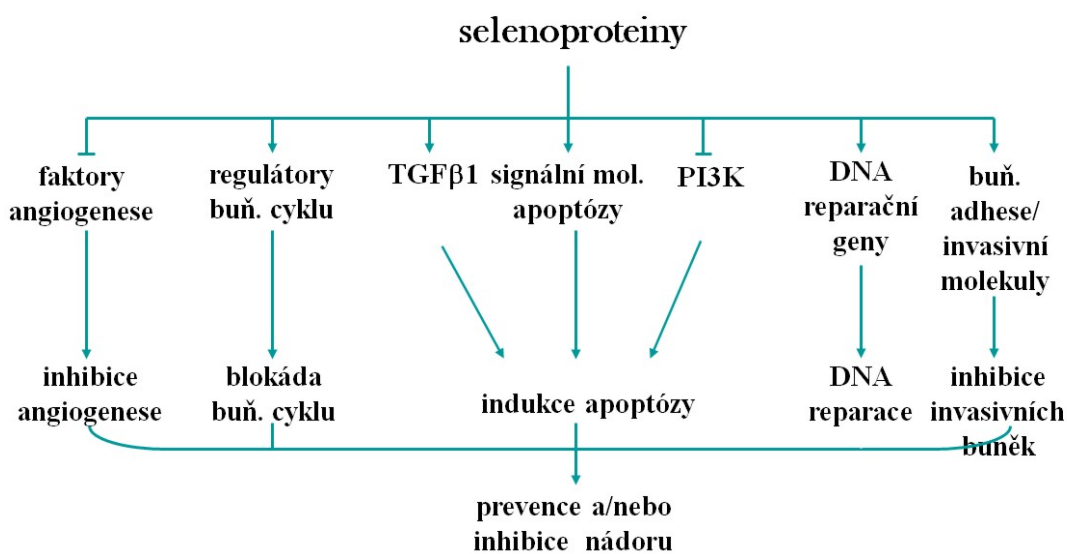 selenoproteiny
faktory
angiogenese
regulátory
buň. cyklu
TGFβ1
signální mol.
apoptózy
PI3K
DNA
reparační
geny
buň.
adhese/
invasivní
molekuly
inhibice
angiogenese
blokáda
buň. cyklu
indukce apoptózy
DNA
reparace
inhibice
invasivních
buněk
prevence a/nebo
inhibice nádoru